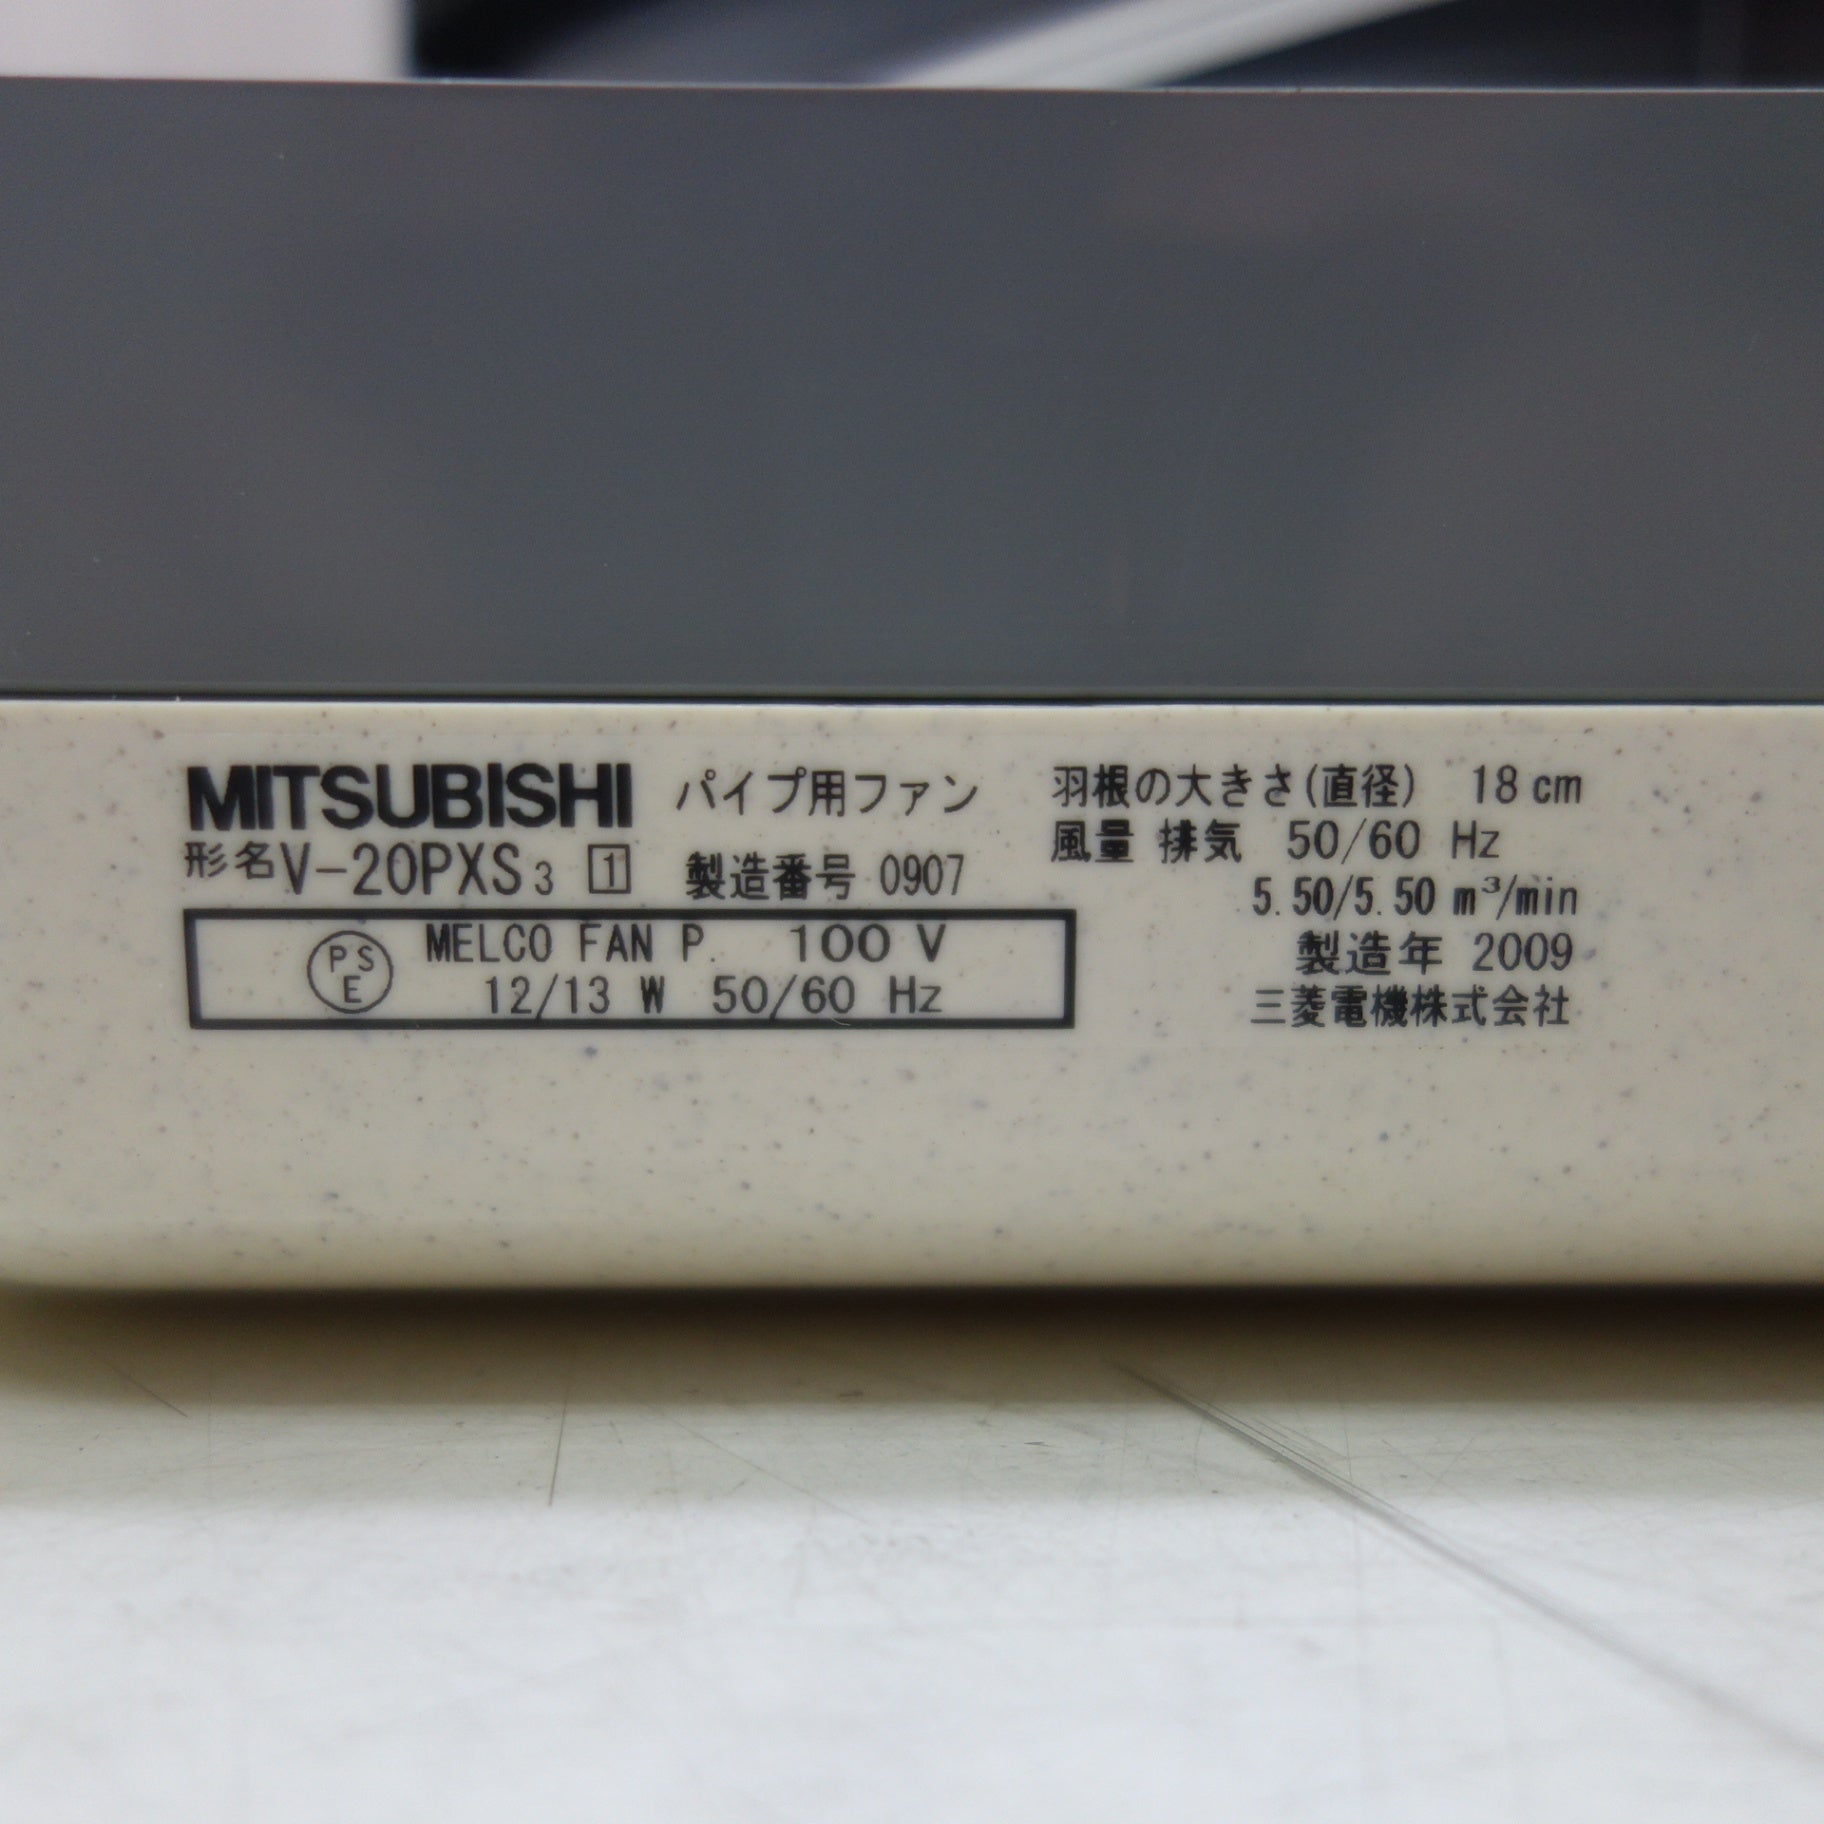 MITSUBISHI パイプ用ファン
形名 V-20PXS3 1 製造番号 0907
PSE MELCO FAN P. 100 V
12/13 W 50/60 Hz
羽根の大きさ(直径) 18 cm
風量 排気 50/60 Hz
5.50/5.50 m³/min
製造年 2009
三菱電機株式会社